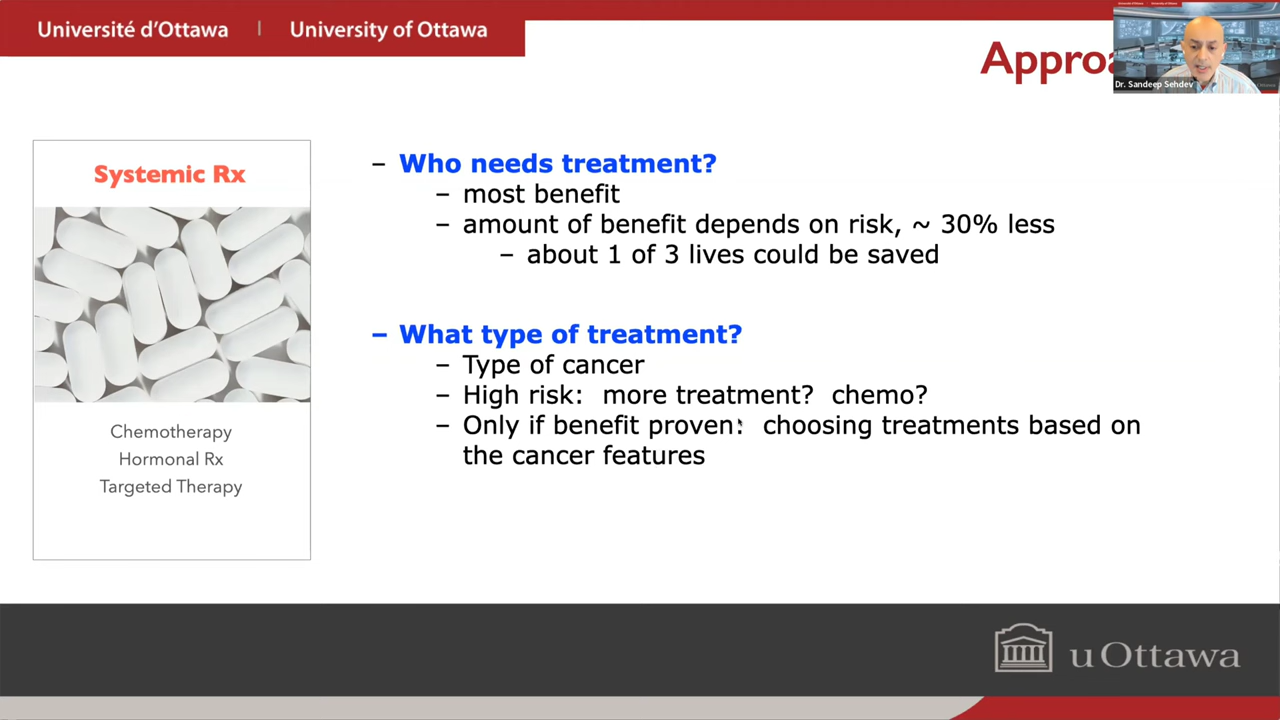 Université d'Ottawa | University of Ottawa
Dr. Sandeep Sehdev
Systemic Rx
Chemotherapy
Hormonal Rx
Targeted Therapy
– Who needs treatment?
– most benefit
– amount of benefit depends on risk, ~ 30% less
– about 1 of 3 lives could be saved
– What type of treatment?
– Type of cancer
– High risk: more treatment? chemo?
– Only if benefit proven: choosing treatments based on
the cancer features
uOttawa